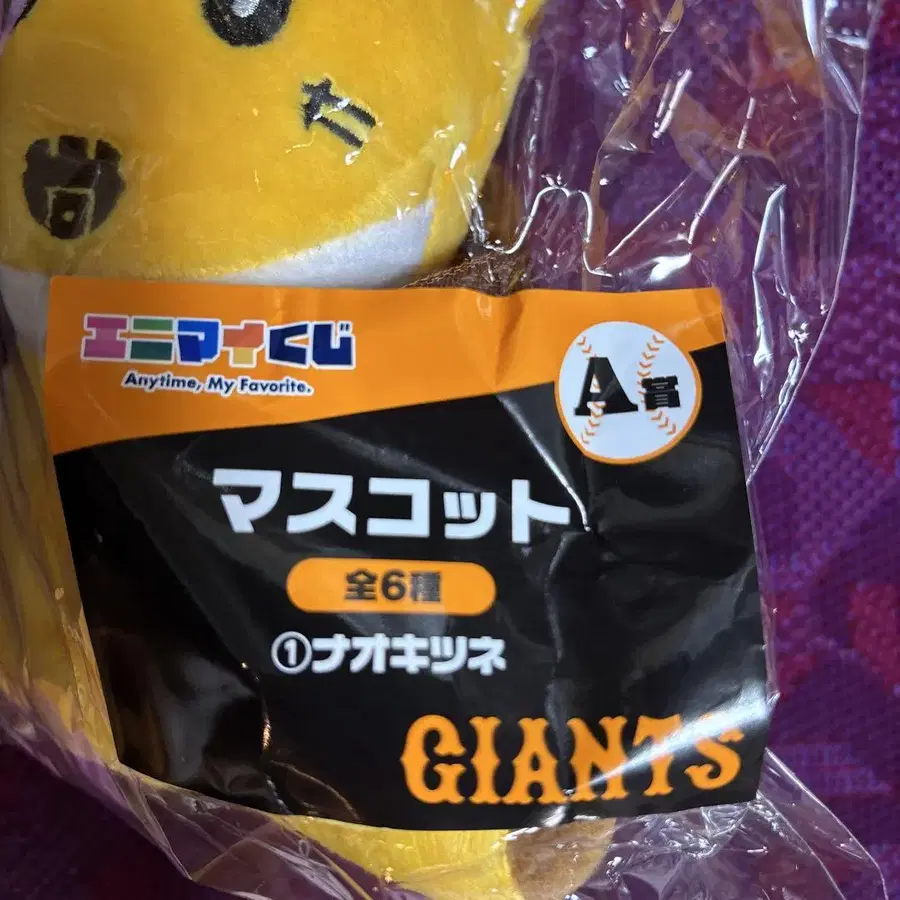 エニマイくじ
Anytime, My Favorite.
A賞
マスコット
全6種
①ナオキツネ
GIANTS